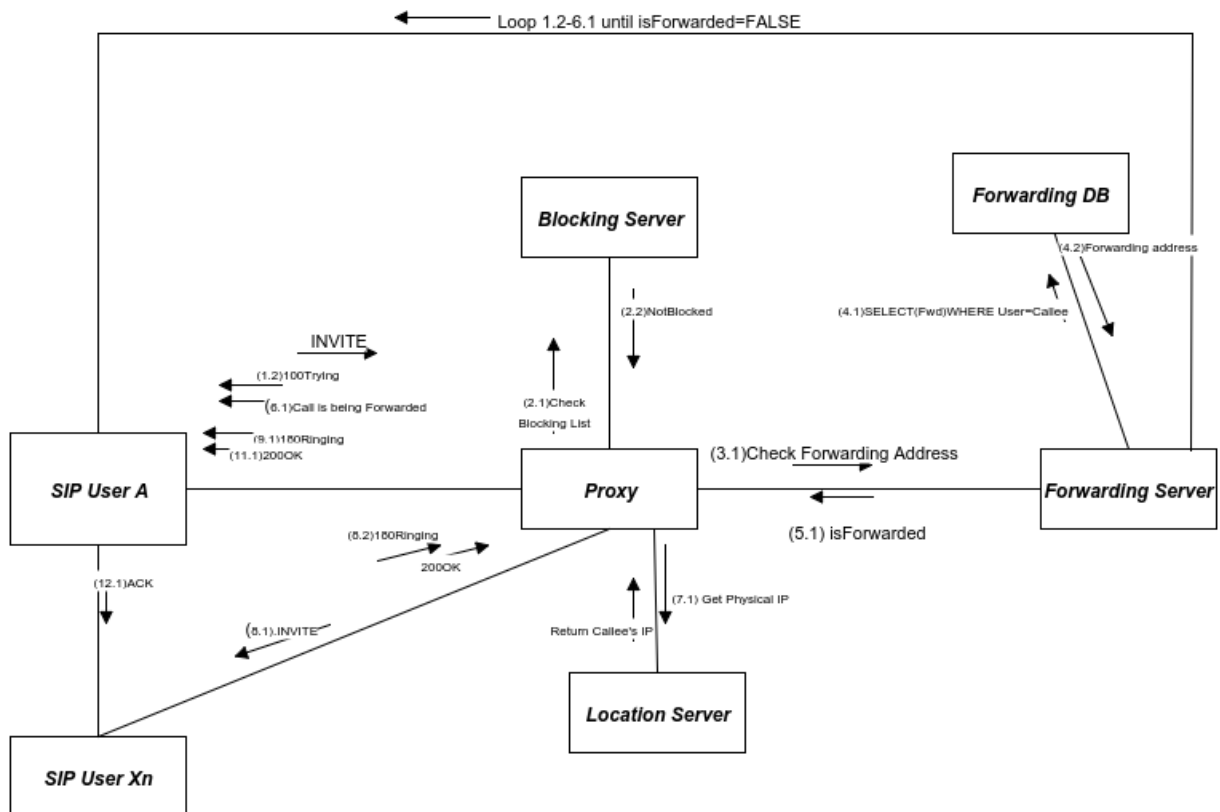 Loop 1.2-6.1 until isForwarded=FALSE
Forwarding DB
Blocking Server
(4.2)Forwarding address
(2.2)NotBlocked
(4.1)SELECT(Fwd)WHERE User=Callee
INVITE
(1.2)100Trying
(6.1)Call is being Forwarded
(2.1)Check
Blocking List
(9.1)180Ringing
(11.1)200OK
(3.1)Check Forwarding Address
SIP User A
Proxy
Forwarding Server
(5.1) isForwarded
(8.2)180Ringing
200OK
(12.1)ACK
(7.1) Get Physical IP
(8.1).INVITE
Return Callee's IP
Location Server
SIP User Xn